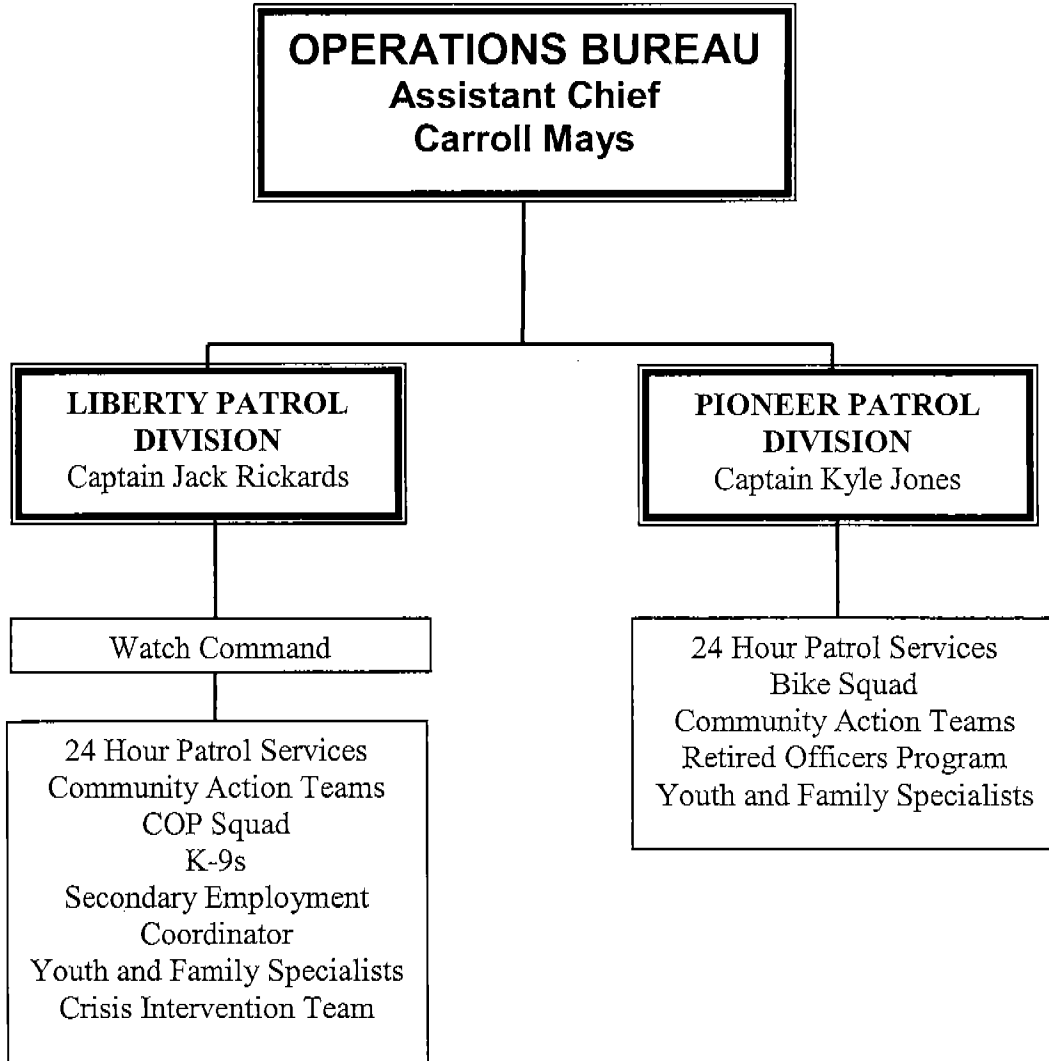 OPERATIONS BUREAU
Assistant Chief
Carroll Mays
LIBERTY PATROL
DIVISION
Captain Jack Rickards
PIONEER PATROL
DIVISION
Captain Kyle Jones
Watch Command
24 Hour Patrol Services
Community Action Teams
COP Squad
K-9s
Secondary Employment
Coordinator
Youth and Family Specialists
Crisis Intervention Team
24 Hour Patrol Services
Bike Squad
Community Action Teams
Retired Officers Program
Youth and Family Specialists